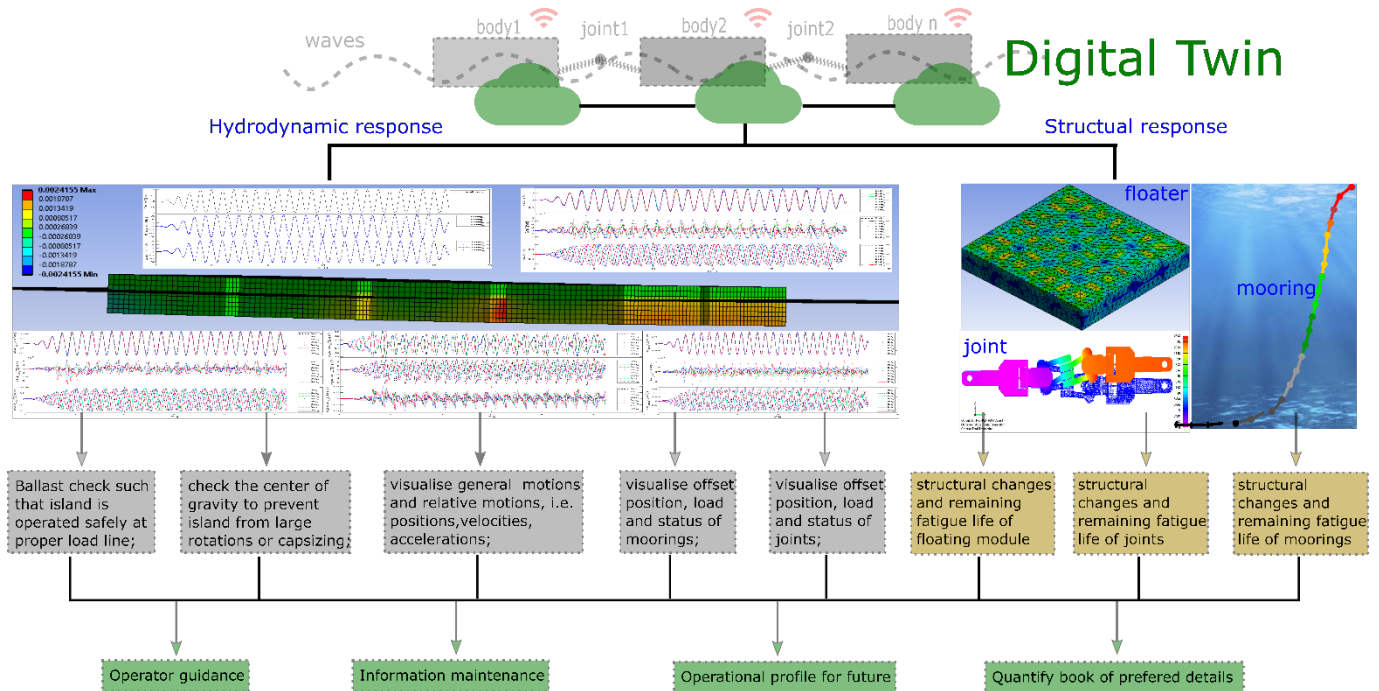 body1
joint1
body2
joint2
body n
waves
Digital Twin
Hydrodynamic response
Structual response
0.0024155 Max
0.0018787
0.0013419
0.00080517
0.00026839
-0.00026839
-0.00080517
-0.0013419
-0.0018787
-0.0024155 Min
floater
mooring
joint
Ballast check such
that island is
operated safely at
proper load line;
check the center of
gravity to prevent
island from large
rotations or capsizing;
visualise general motions
and relative motions, i.e.
positions,velocities,
accelerations;
visualise offset
position, load
and status of
moorings;
visualise offset
position, load
and status of
joints;
structural changes
and remaining
fatigue life of
floating module
structural
changes and
remaining fatigue
life of joints
structural
changes and
remaining fatigue
life of moorings
Operator guidance
Information maintenance
Operational profile for future
Quantify book of prefered details